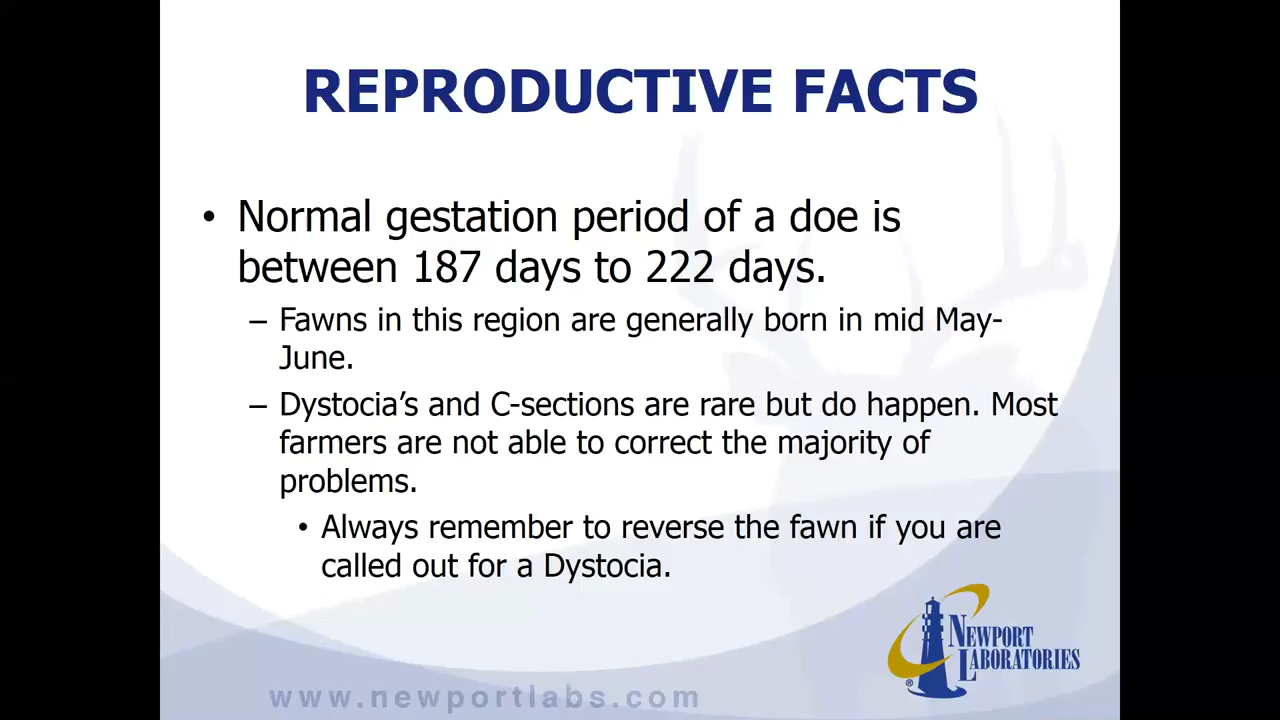 REPRODUCTIVE FACTS
• Normal gestation period of a doe is
between 187 days to 222 days.
– Fawns in this region are generally born in mid May-
June.
– Dystocia’s and C-sections are rare but do happen. Most
farmers are not able to correct the majority of
problems.
• Always remember to reverse the fawn if you are
called out for a Dystocia.
NEWPORT
LABORATORIES
®
www.newportlabs.com